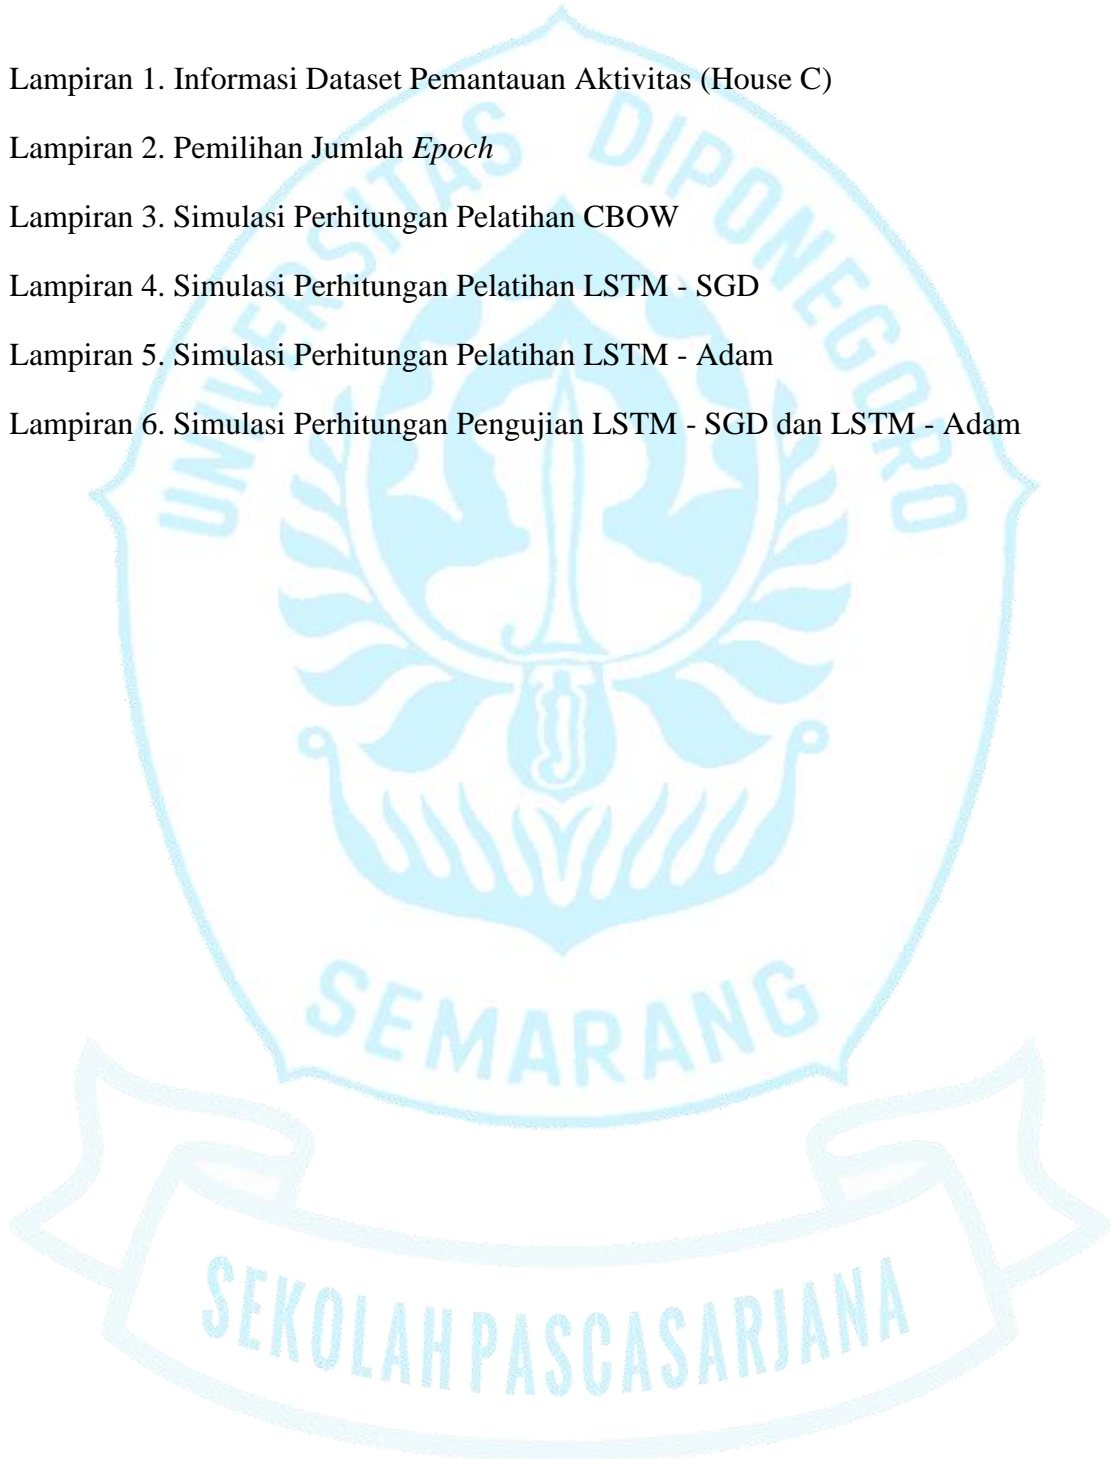 Lampiran 1. Informasi Dataset Pemantauan Aktivitas (House C)
Lampiran 2. Pemilihan Jumlah Epoch
Lampiran 3. Simulasi Perhitungan Pelatihan CBOW
Lampiran 4. Simulasi Perhitungan Pelatihan LSTM - SGD
Lampiran 5. Simulasi Perhitungan Pelatihan LSTM - Adam
Lampiran 6. Simulasi Perhitungan Pengujian LSTM - SGD dan LSTM - Adam
UNIVERSITAS DIPONEGORO
SEMARANG
SEKOLAH PASCASARJANA